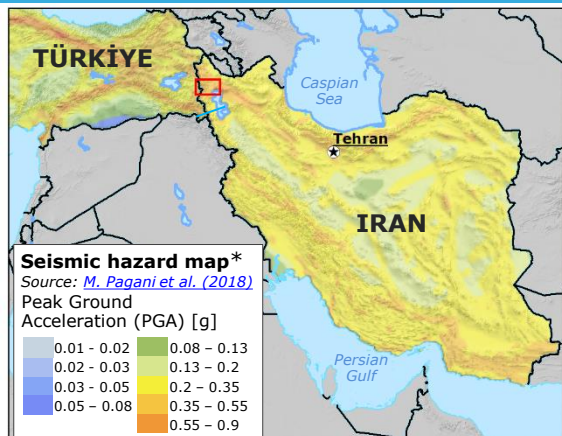 TÜRKİYE
Caspian
Sea
Tehran
IRAN
Seismic hazard map*
Source: M. Pagani et al. (2018)
Peak Ground
Acceleration (PGA) [g]
0.01 - 0.02
0.02 - 0.03
0.03 - 0.05
0.05 – 0.08
0.08 – 0.13
0.13 - 0.2
0.2 – 0.35
0.35 - 0.55
0.55 - 0.9
Persian
Gulf